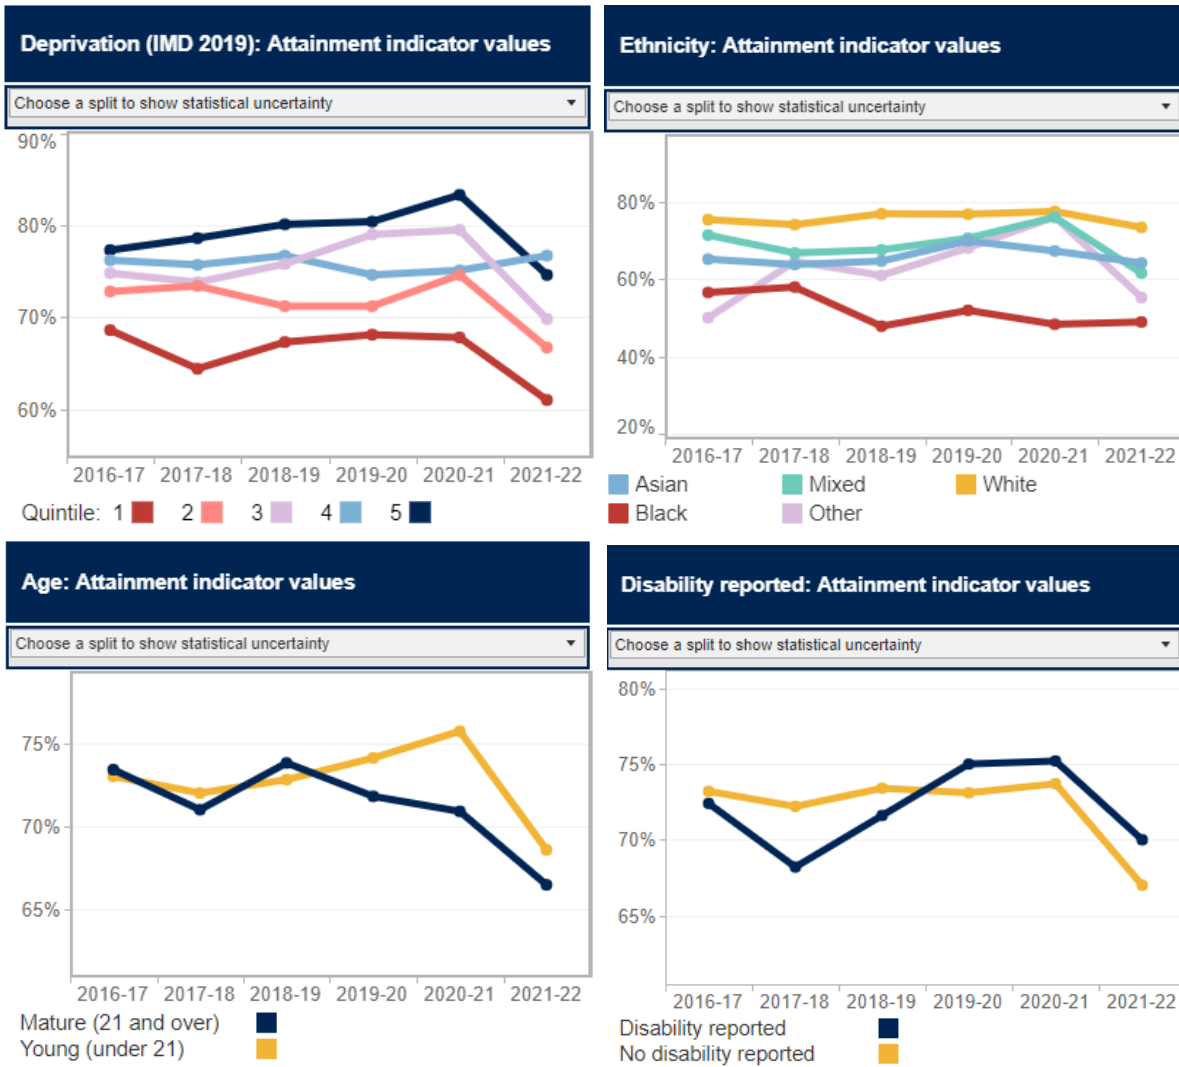 Deprivation (IMD 2019): Attainment indicator values
Choose a split to show statistical uncertainty
90%
80%
70%
60%
2016-17 2017-18 2018-19 2019-20 2020-21 2021-22
Quintile: 1 2 3 4 5
Ethnicity: Attainment indicator values
Choose a split to show statistical uncertainty
80%
60%
40%
20%
2016-17 2017-18 2018-19 2019-20 2020-21 2021-22
Asian Mixed White
Black Other
Age: Attainment indicator values
Choose a split to show statistical uncertainty
75%
70%
65%
2016-17 2017-18 2018-19 2019-20 2020-21 2021-22
Mature (21 and over)
Young (under 21)
Disability reported: Attainment indicator values
Choose a split to show statistical uncertainty
80%
75%
70%
65%
2016-17 2017-18 2018-19 2019-20 2020-21 2021-22
Disability reported
No disability reported